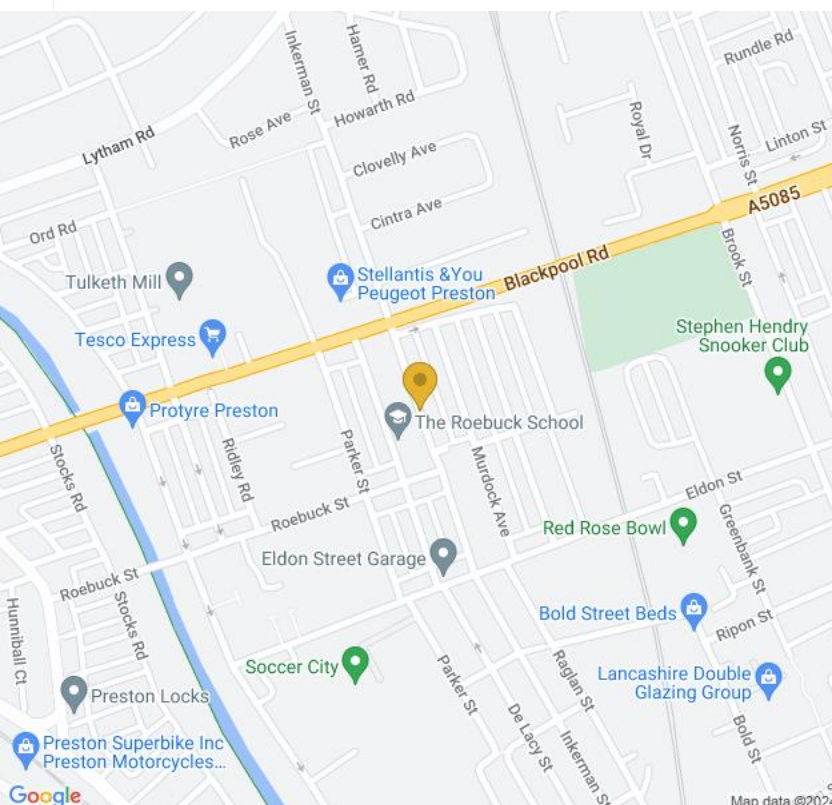 Inkerman St
Hamer Rd
Rundle Rd
Howarth Rd
Rose Ave
Lytham Rd
Royal Dr
Norris St
Linton St
Clovelly Ave
Cintra Ave
A5085
Ord Rd
Blackpool Rd
Brook St
Tulketh Mill
Stellantis &You
Peugeot Preston
Tesco Express
Stephen Hendry
Snooker Club
Protyre Preston
The Roebuck School
Stocks Rd
Ridley Rd
Parker St
Murdock Ave
Eldon St
Roebuck St
Greenbank St
Red Rose Bowl
Eldon Street Garage
Roebuck St
Hunniball Ct
Stocks Rd
Bold Street Beds
Ripon St
Soccer City
Parker St
Raglan St
Lancashire Double
Glazing Group
Preston Locks
De Lacy St
Inkerman St
Bold St
Preston Superbike Inc
Preston Motorcycles...
Google
Map data ©202